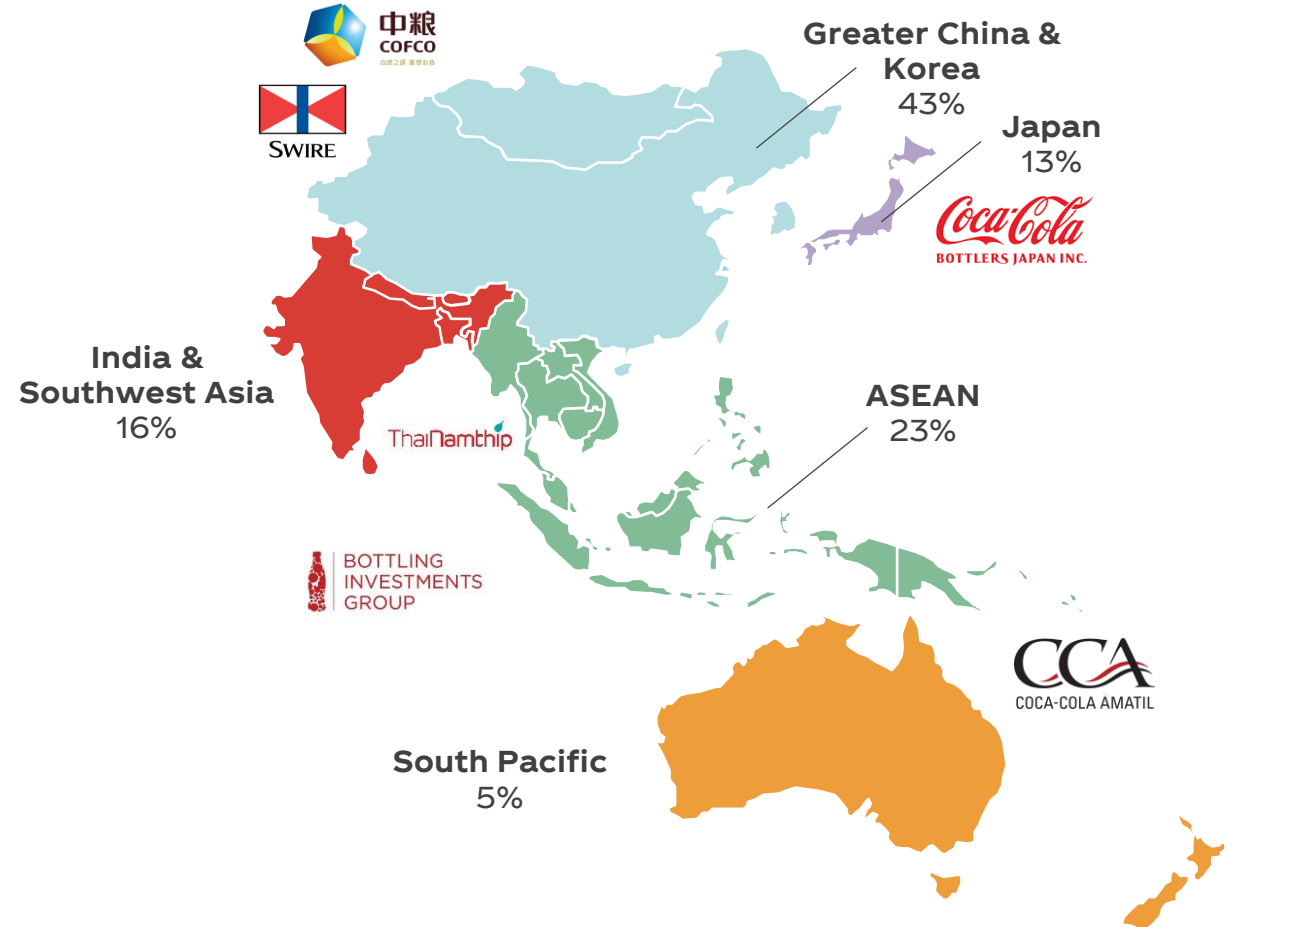 中粮
COFCO
SWIRE
Greater China &
Korea
43%
Japan
13%
Coca-Cola
BOTTLERS JAPAN INC.
India &
Southwest Asia
16%
ThaiNamthip
ASEAN
23%
BOTTLING
INVESTMENTS
GROUP
CCA
COCA-COLA AMATIL
South Pacific
5%